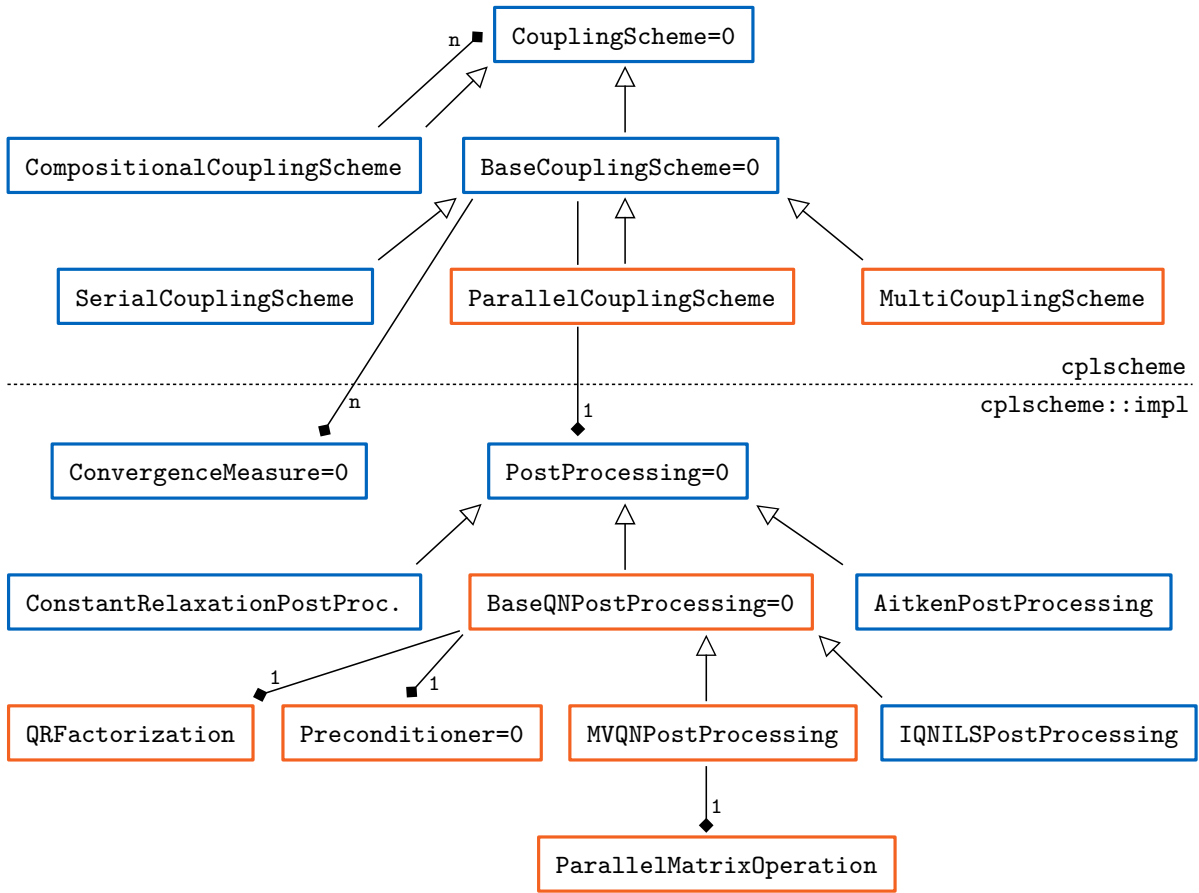 CouplingScheme=0
n
CompositionalCouplingScheme
BaseCouplingScheme=0
SerialCouplingScheme
ParallelCouplingScheme
MultiCouplingScheme
cplscheme
cplscheme::impl
n
1
ConvergenceMeasure=0
PostProcessing=0
ConstantRelaxationPostProc.
BaseQNPostProcessing=0
AitkenPostProcessing
1
1
QRFactorization
Preconditioner=0
MVQNPostProcessing
IQNILSPostProcessing
1
ParallelMatrixOperation